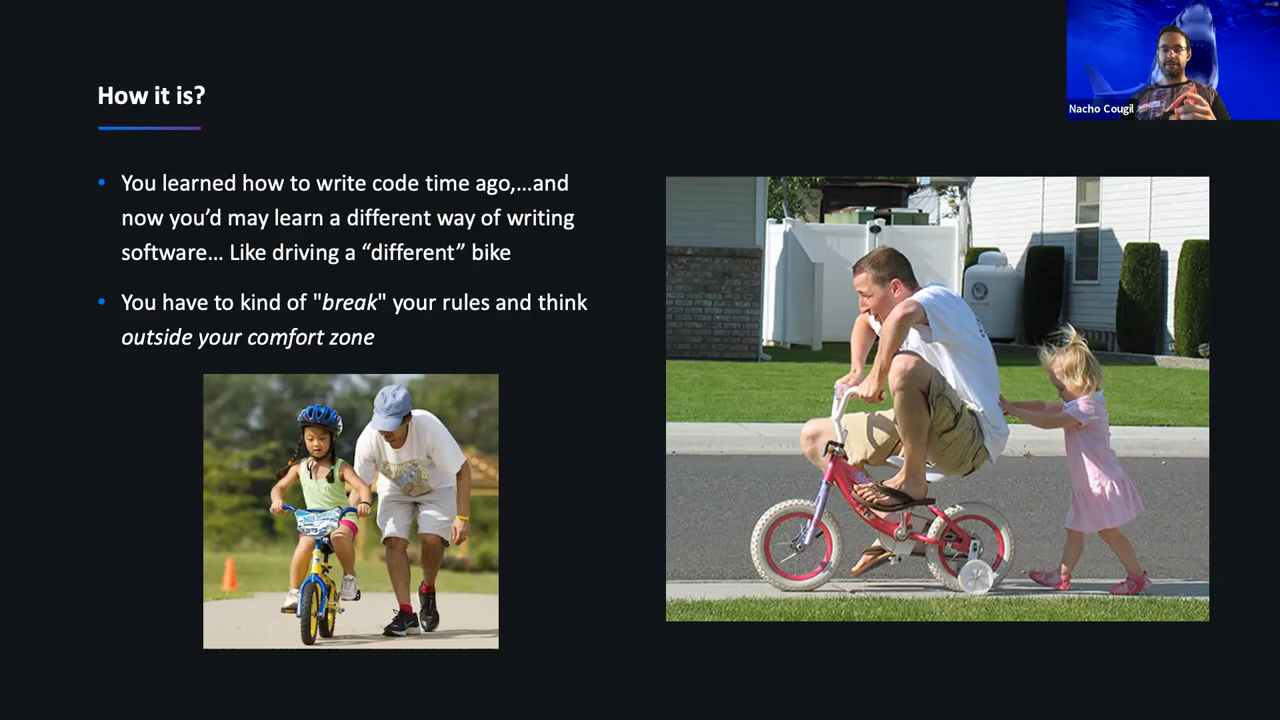 How it is?
• You learned how to write code time ago,...and
now you’d may learn a different way of writing
software... Like driving a “different” bike
• You have to kind of "break" your rules and think
outside your comfort zone
Nacho Cougil